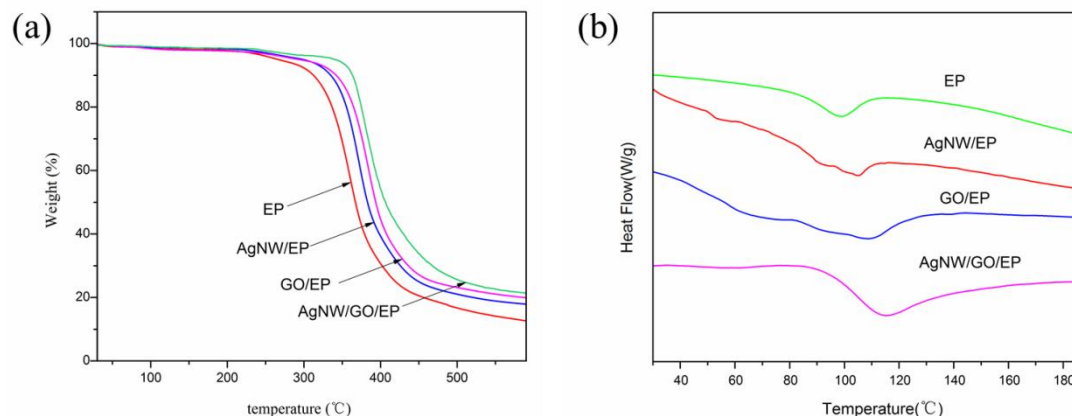 (a)
100
80
60
40
20
0
Weight (%)
EP
AgNW/EP
GO/EP
AgNW/GO/EP
100 200 300 400 500
temperature (℃)
(b)
Heat Flow(W/g)
EP
AgNW/EP
GO/EP
AgNW/GO/EP
40 60 80 100 120 140 160 180
Temperature(℃)